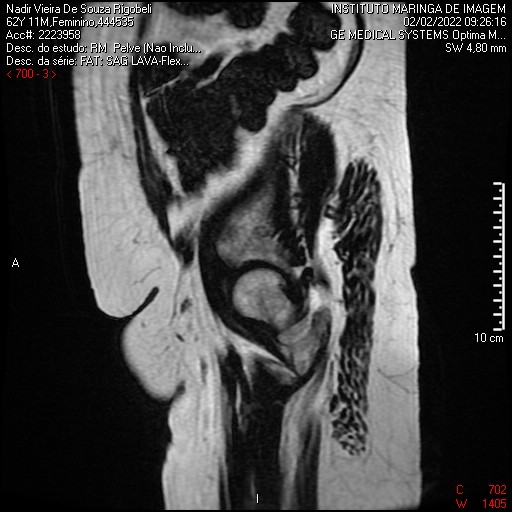 Nadir Vieira De Souza Rigobeli
62Y 11M,Feminino,444535
Acc#: 2223958
Desc. do estudo: RM  Pelve (Nao Inclu...
Desc. da série: FAT: SAG LAVA-Flex...
< 700 - 3 >
INSTITUTO MARINGA DE IMAGEM
02/02/2022 09:26:16
GE MEDICAL SYSTEMS Optima M...
SW 4,80 mm
A
10 cm
I
C 702
W 1405